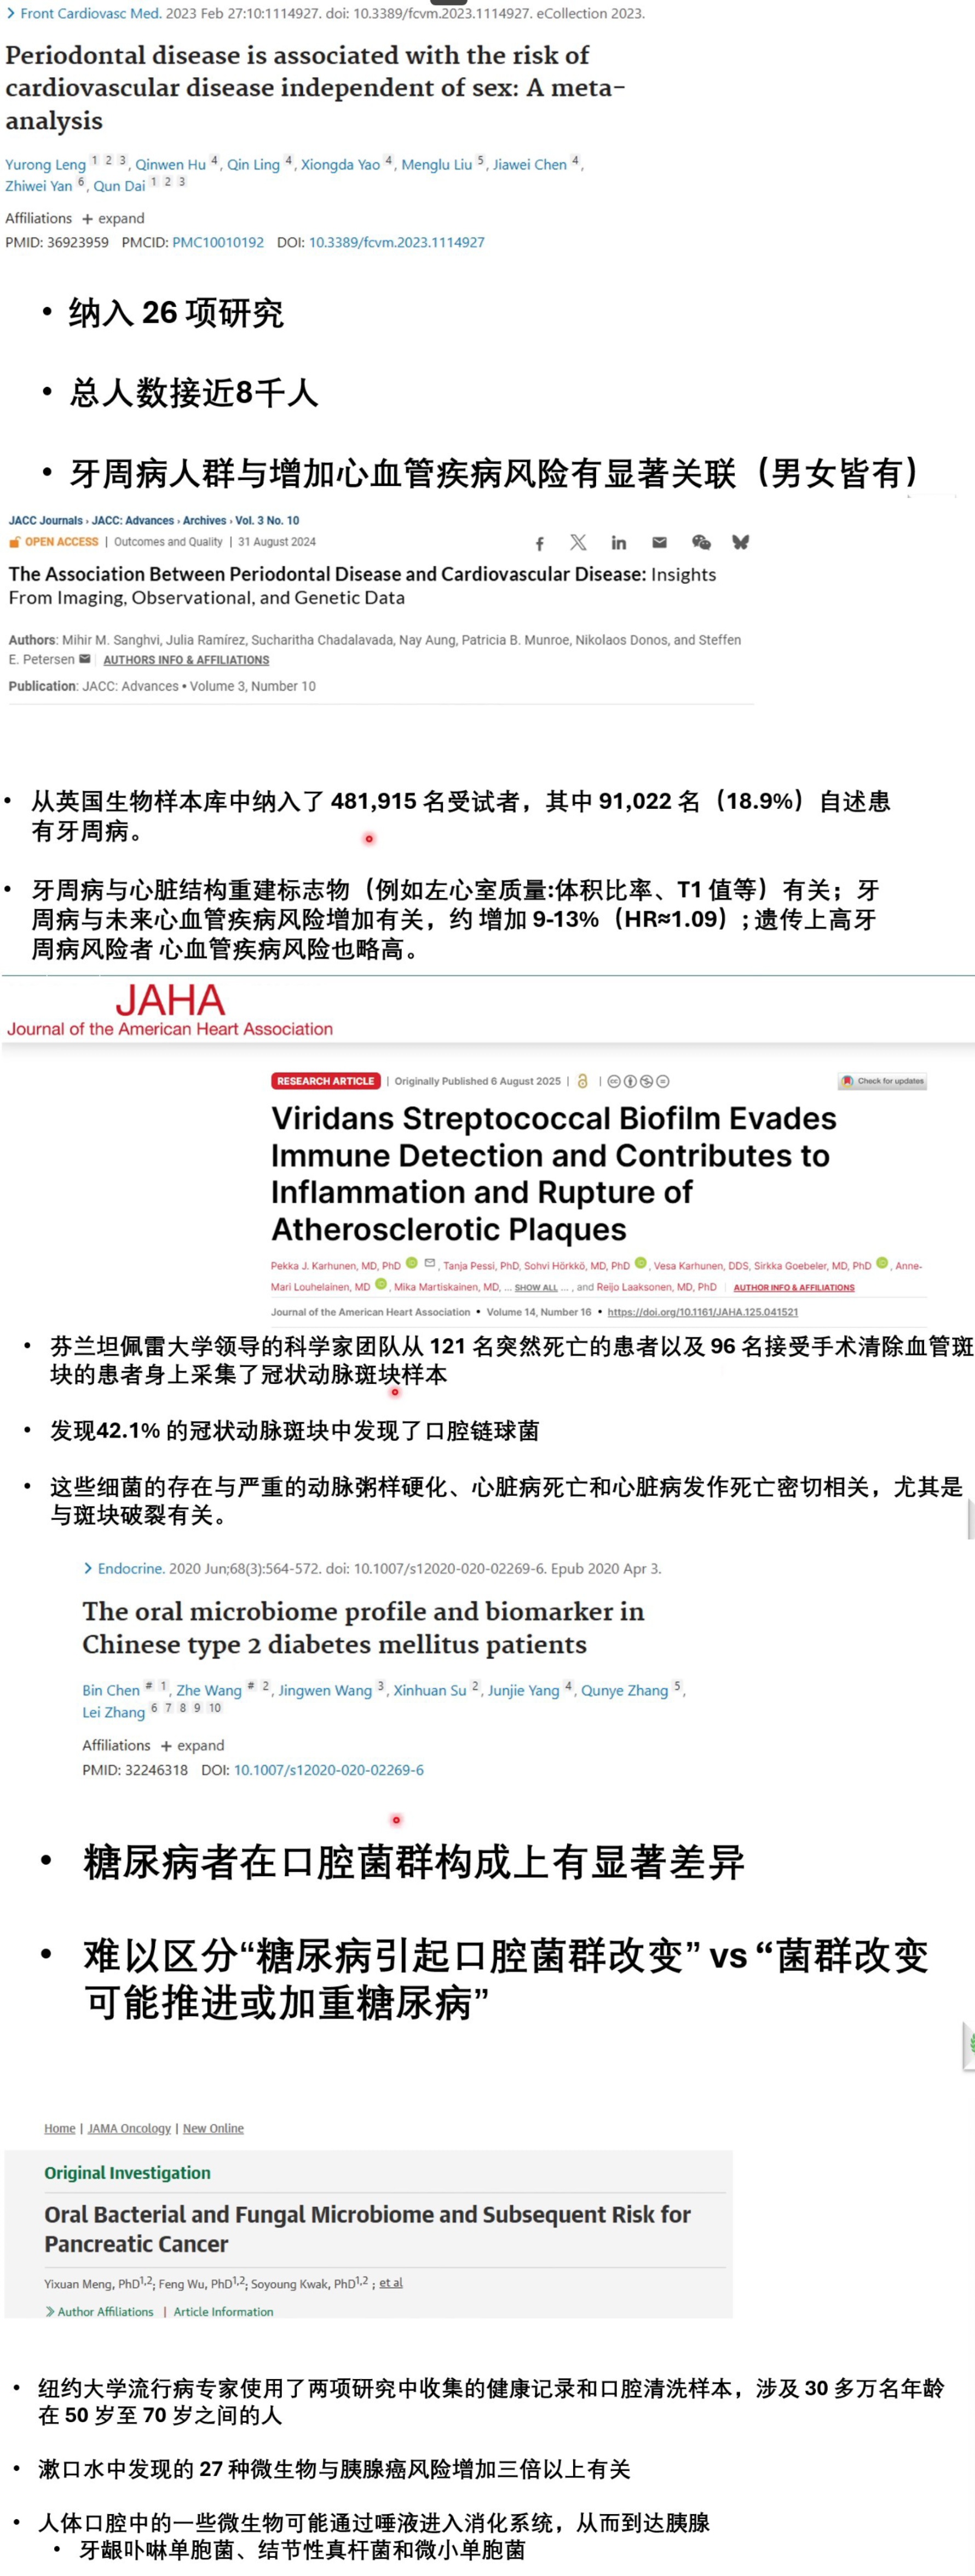 > Front Cardiovasc Med. 2023 Feb 27:10:1114927. doi: 10.3389/fcvm.2023.1114927. eCollection 2023.
Periodontal disease is associated with the risk of
cardiovascular disease independent of sex: A meta-
analysis
Yurong Leng 1 2 3, Qinwen Hu 4, Qin Ling 4, Xiongda Yao 4, Menglu Liu 5, Jiawei Chen 4,
Zhiwei Yan 6, Qun Dai 1 2 3
Affiliations + expand
PMID: 36923959 PMCID: PMC10010192 DOI: 10.3389/fcvm.2023.1114927
• 纳入 26 项研究
• 总人数接近8千人
• 牙周病人群与增加心血管疾病风险有显著关联（男女皆有）
JACC Journals › JACC: Advances › Archives › Vol. 3 No. 10
OPEN ACCESS | Outcomes and Quality | 31 August 2024
The Association Between Periodontal Disease and Cardiovascular Disease: Insights
From Imaging, Observational, and Genetic Data
Authors: Mihir M. Sanghvi, Julia Ramírez, Sucharitha Chadalavada, Nay Aung, Patricia B. Munroe, Nikolaos Donos, and Steffen
E. Petersen | AUTHORS INFO & AFFILIATIONS
Publication: JACC: Advances • Volume 3, Number 10
• 从英国生物样本库中纳入了 481,915 名受试者，其中 91,022 名（18.9%）自述患
有牙周病。
• 牙周病与心脏结构重建标志物（例如左心室质量:体积比率、T1 值等）有关；牙
周病与未来心血管疾病风险增加有关，约 增加 9-13%（HR≈1.09）; 遗传上高牙
周病风险者 心血管疾病风险也略高。
JAHA
Journal of the American Heart Association
RESEARCH ARTICLE | Originally Published 6 August 2025 |
Check for updates
Viridans Streptococcal Biofilm Evades
Immune Detection and Contributes to
Inflammation and Rupture of
Atherosclerotic Plaques
Pekka J. Karhunen, MD, PhD, Tanja Pessi, PhD, Sohvi Hörkkö, MD, PhD, Vesa Karhunen, DDS, Sirkka Goebeler, MD, PhD, Anne-
Mari Louhelainen, MD, Mika Martiskainen, MD, ... SHOW ALL ... , and Reijo Laaksonen, MD, PhD | AUTHOR INFO & AFFILIATIONS
Journal of the American Heart Association • Volume 14, Number 16 • https://doi.org/10.1161/JAHA.125.041521
• 芬兰坦佩雷大学领导的科学家团队从 121 名突然死亡的患者以及 96 名接受手术清除血管斑
块的患者身上采集了冠状动脉斑块样本
• 发现42.1% 的冠状动脉斑块中发现了口腔链球菌
• 这些细菌的存在与严重的动脉粥样硬化、心脏病死亡和心脏病发作死亡密切相关，尤其是
与斑块破裂有关。
> Endocrine. 2020 Jun;68(3):564-572. doi: 10.1007/s12020-020-02269-6. Epub 2020 Apr 3.
The oral microbiome profile and biomarker in
Chinese type 2 diabetes mellitus patients
Bin Chen # 1, Zhe Wang # 2, Jingwen Wang 3, Xinhuan Su 2, Junjie Yang 4, Qunye Zhang 5,
Lei Zhang 6 7 8 9 10
Affiliations + expand
PMID: 32246318 DOI: 10.1007/s12020-020-02269-6
• 糖尿病者在口腔菌群构成上有显著差异
• 难以区分“糖尿病引起口腔菌群改变” vs “菌群改变
可能推进或加重糖尿病”
Home | JAMA Oncology | New Online
Original Investigation
Oral Bacterial and Fungal Microbiome and Subsequent Risk for
Pancreatic Cancer
Yixuan Meng, PhD1,2; Feng Wu, PhD1,2; Soyoung Kwak, PhD1,2 ; et al
» Author Affiliations | Article Information
• 纽约大学流行病专家使用了两项研究中收集的健康记录和口腔清洗样本，涉及 30 多万名年龄
在 50 岁至 70 岁之间的人
• 漱口水中发现的 27 种微生物与胰腺癌风险增加三倍以上有关
• 人体口腔中的一些微生物可能通过唾液进入消化系统，从而到达胰腺
• 牙龈卟啉单胞菌、结节性真杆菌和微小单胞菌